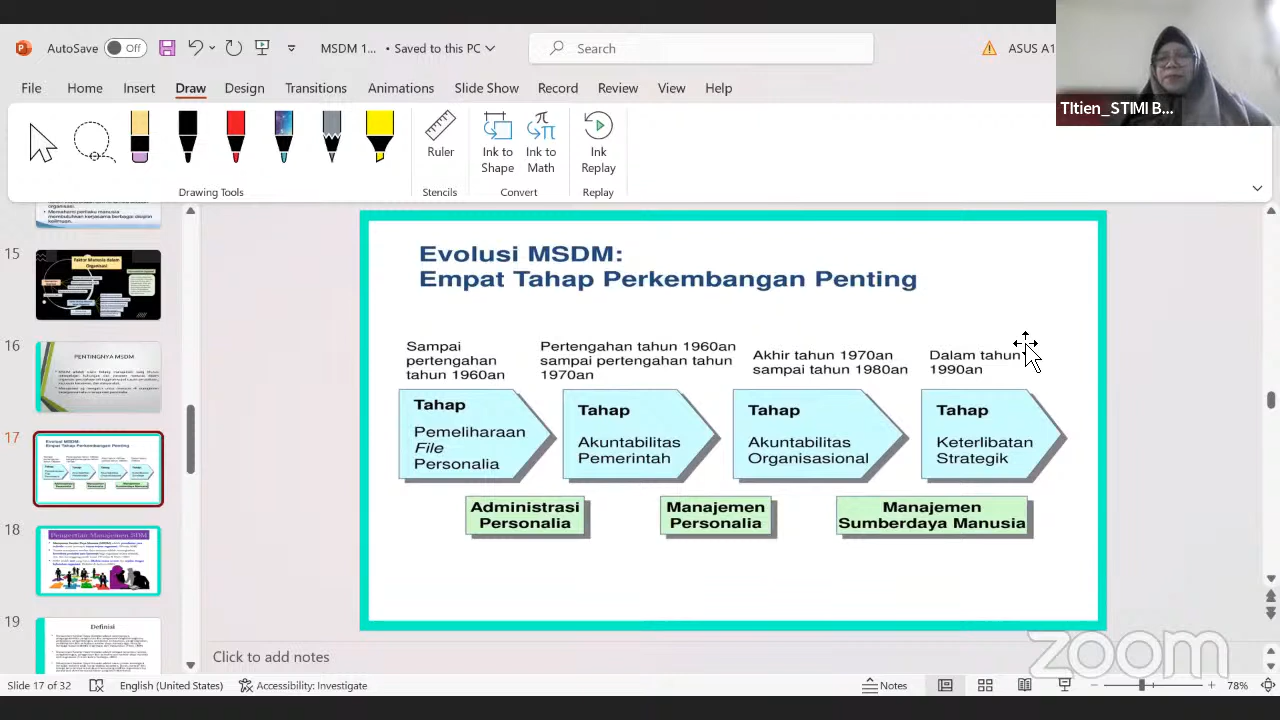 AutoSave Off MSDM 1... • Saved to this PC Search ASUS A1
File Home Insert Draw Design Transitions Animations Slide Show Record Review View Help
TItien_STIMI B...
Ruler
Ink to Shape
Ink to Math
Ink Replay
Drawing Tools Stencils Convert Replay
15
16
PENTINGNYA MSDM
17
18
Pengertian Manajemen SDM
19
Definisi
Evolusi MSDM:
Empat Tahap Perkembangan Penting
Sampai
pertengahan
tahun 1960an
Pertengahan tahun 1960an
sampai pertengahan tahun
1970an
Akhir tahun 1970an
sampai tahun 1980an
Dalam tahun
1990an
Tahap
Pemeliharaan
File
Personalia
Tahap
Akuntabilitas
Pemerintah
Tahap
Akuntabilitas
Organisasional
Tahap
Keterlibatan
Strategik
Administrasi
Personalia
Manajemen
Personalia
Manajemen
Sumberdaya Manusia
Click to add notes
zoom
Slide 17 of 32 English (United States) Accessibility: Investigate Notes 78%